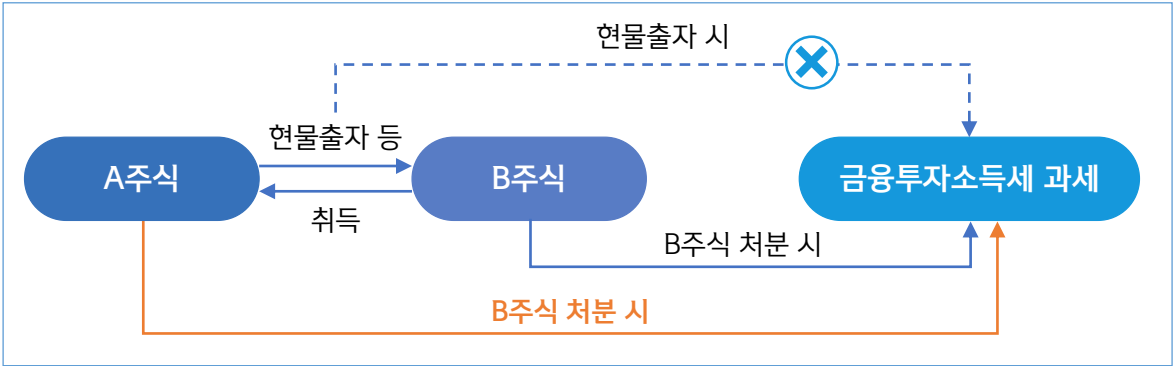 현물출자 시
현물출자 등
A주식
B주식
금융투자소득세 과세
취득
B주식 처분 시
B주식 처분 시